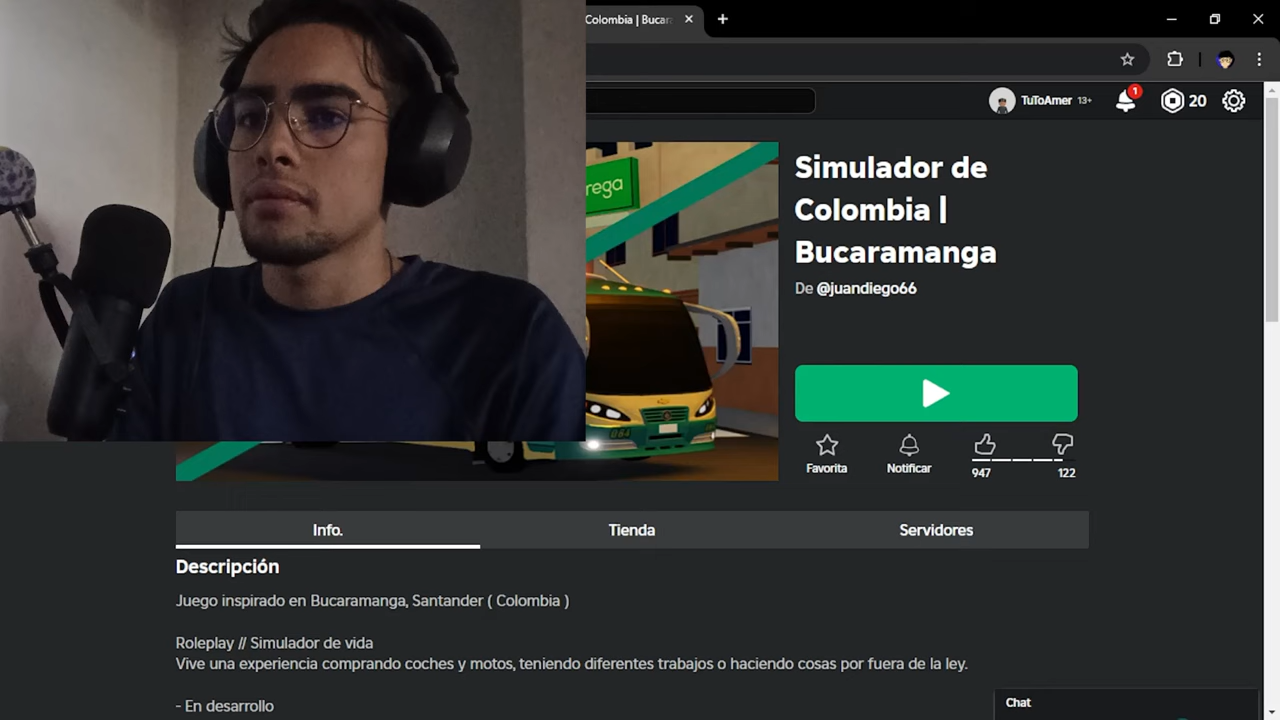 Colombia | Bucar
TuToAmer 13+
1
20
rega
Simulador de
Colombia |
Bucaramanga
De @juandiego66
064
Favorita
Notificar
947
122
Info.
Tienda
Servidores
Descripción
Juego inspirado en Bucaramanga, Santander ( Colombia )
Roleplay // Simulador de vida
Vive una experiencia comprando coches y motos, teniendo diferentes trabajos o haciendo cosas por fuera de la ley.
- En desarrollo
Chat